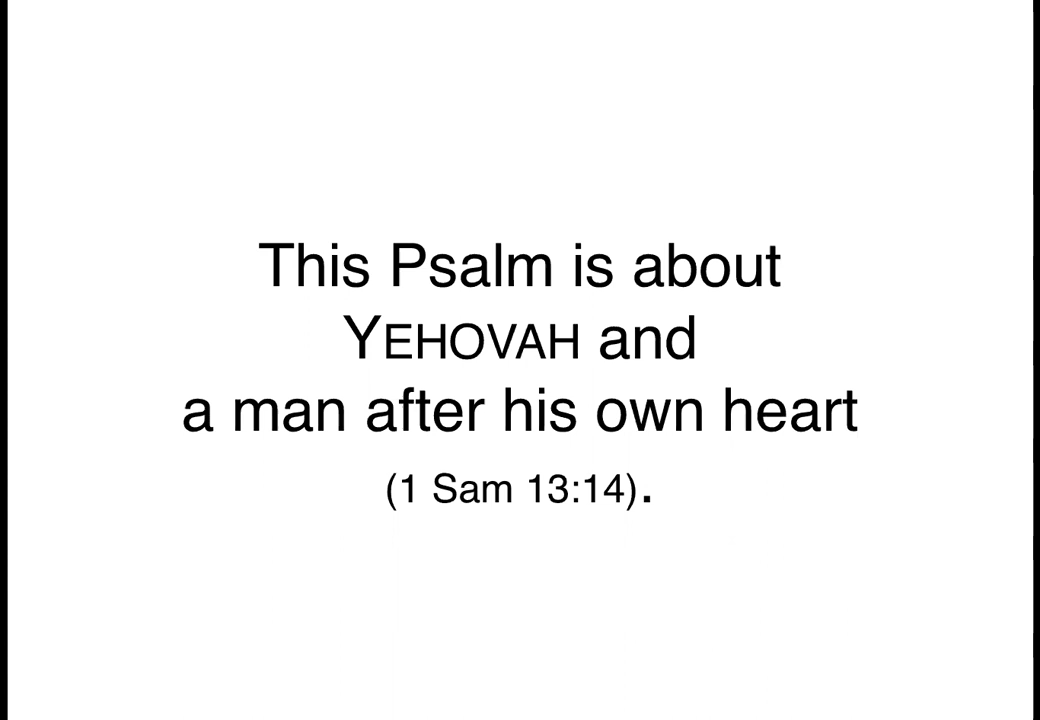 This Psalm is about
YEHOVAH and
a man after his own heart
(1 Sam 13:14).